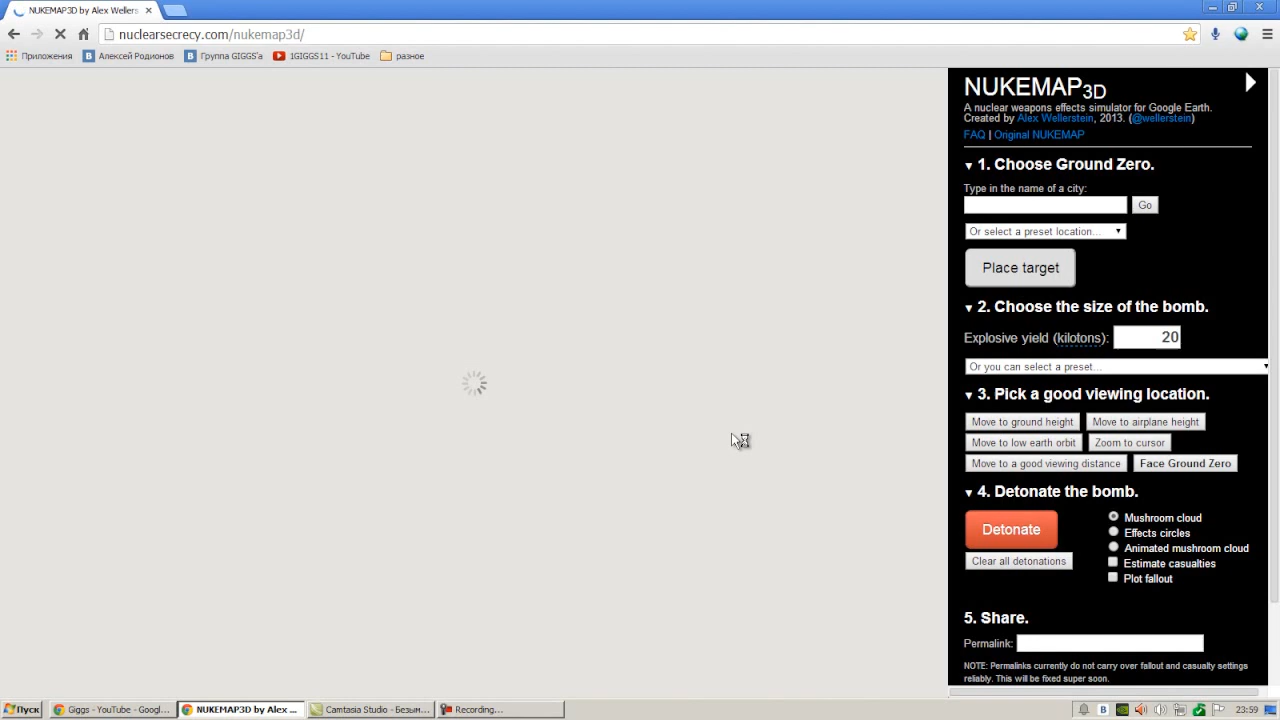 NUKEMAP3D by Alex Wellers
nuclearsecrecy.com/nukemap3d/
Приложения
Алексей Родионов
Группа GIGGS'a
1GIGGS11 - YouTube
разное
NUKEMAP3D
A nuclear weapons effects simulator for Google Earth.
Created by Alex Wellerstein, 2013. (@wellerstein)
FAQ | Original NUKEMAP
1. Choose Ground Zero.
Type in the name of a city:
Go
Or select a preset location...
Place target
2. Choose the size of the bomb.
Explosive yield (kilotons): 20
Or you can select a preset...
3. Pick a good viewing location.
Move to ground height Move to airplane height
Move to low earth orbit Zoom to cursor
Move to a good viewing distance Face Ground Zero
4. Detonate the bomb.
Detonate
Clear all detonations
Mushroom cloud
Effects circles
Animated mushroom cloud
Estimate casualties
Plot fallout
5. Share.
Permalink:
NOTE: Permalinks currently do not carry over fallout and casualty settings
reliably. This will be fixed super soon.
Пуск
Giggs - YouTube - Googl...
NUKEMAP3D by Alex ...
Camtasia Studio - Безым...
Recording...
23:59